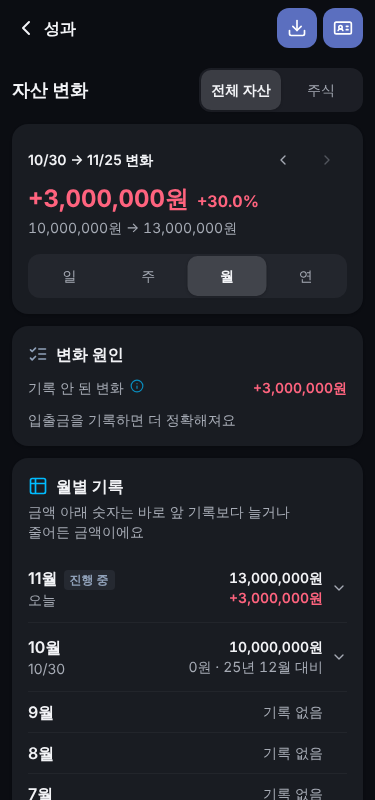 성과
자산 변화
전체 자산
주식
10/30 → 11/25 변화
+3,000,000원 +30.0%
10,000,000원 → 13,000,000원
일 주 월 연
변화 원인
기록 안 된 변화 +3,000,000원
입출금을 기록하면 더 정확해져요
월별 기록
금액 아래 숫자는 바로 앞 기록보다 늘거나
줄어든 금액이에요
11월 진행 중 13,000,000원
오늘 +3,000,000원
10월 10,000,000원
10/30 0원 · 25년 12월 대비
9월 기록 없음
8월 기록 없음
7월 기록 없음